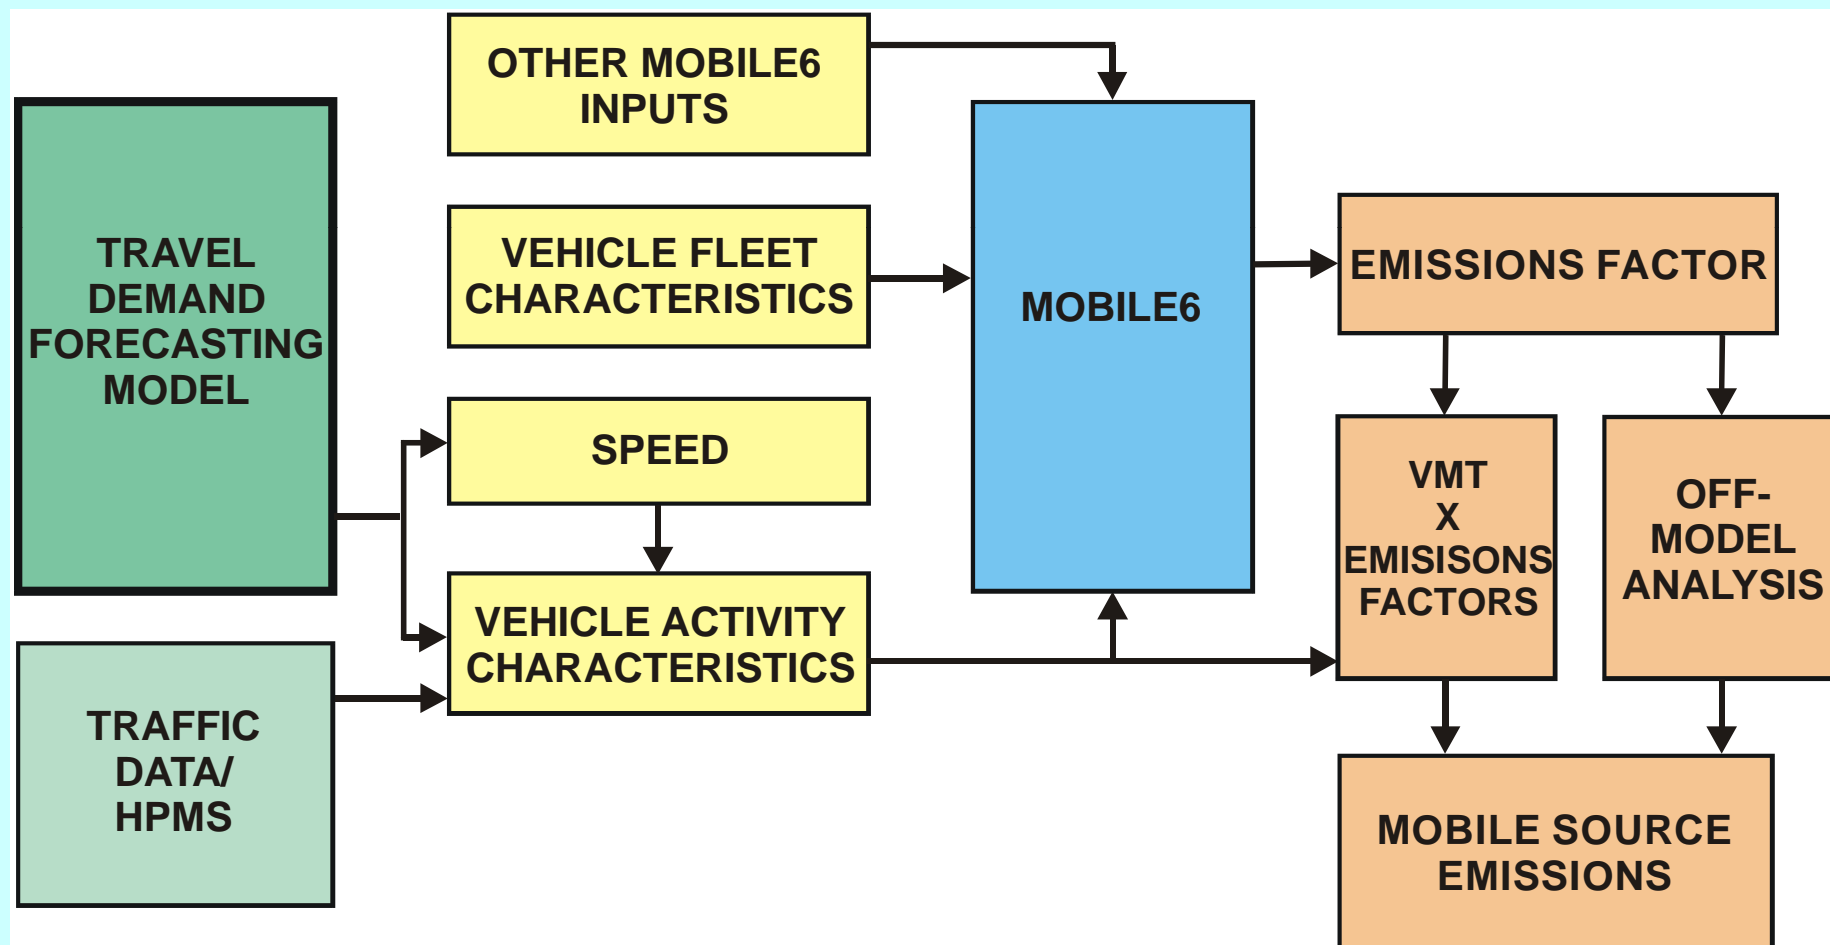 OTHER MOBILE6
INPUTS
TRAVEL
DEMAND
FORECASTING
MODEL
VEHICLE FLEET
CHARACTERISTICS
MOBILE6
EMISSIONS FACTOR
SPEED
VMT
X
EMISISONS
FACTORS
OFF-
MODEL
ANALYSIS
VEHICLE ACTIVITY
CHARACTERISTICS
TRAFFIC
DATA/
HPMS
MOBILE SOURCE
EMISSIONS